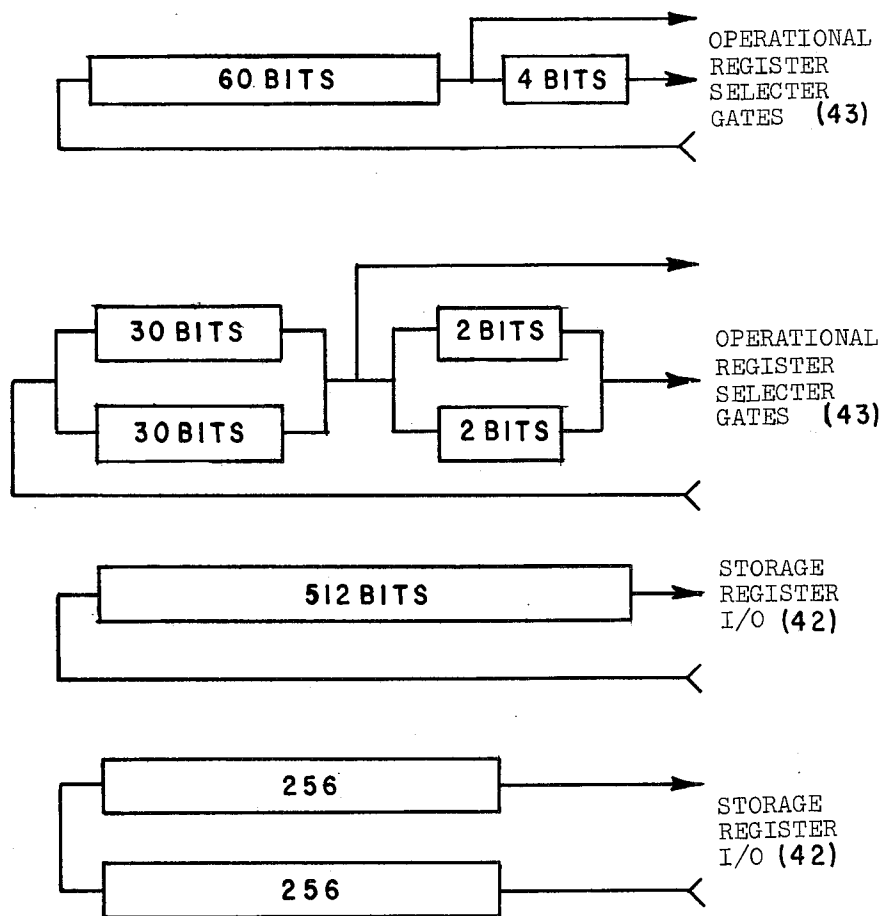 60 BITS
4 BITS
OPERATIONAL
REGISTER
SELECTER
GATES (43)
30 BITS
2 BITS
30 BITS
2 BITS
OPERATIONAL
REGISTER
SELECTER
GATES (43)
512 BITS
STORAGE
REGISTER
I/O (42)
256
256
STORAGE
REGISTER
I/O (42)